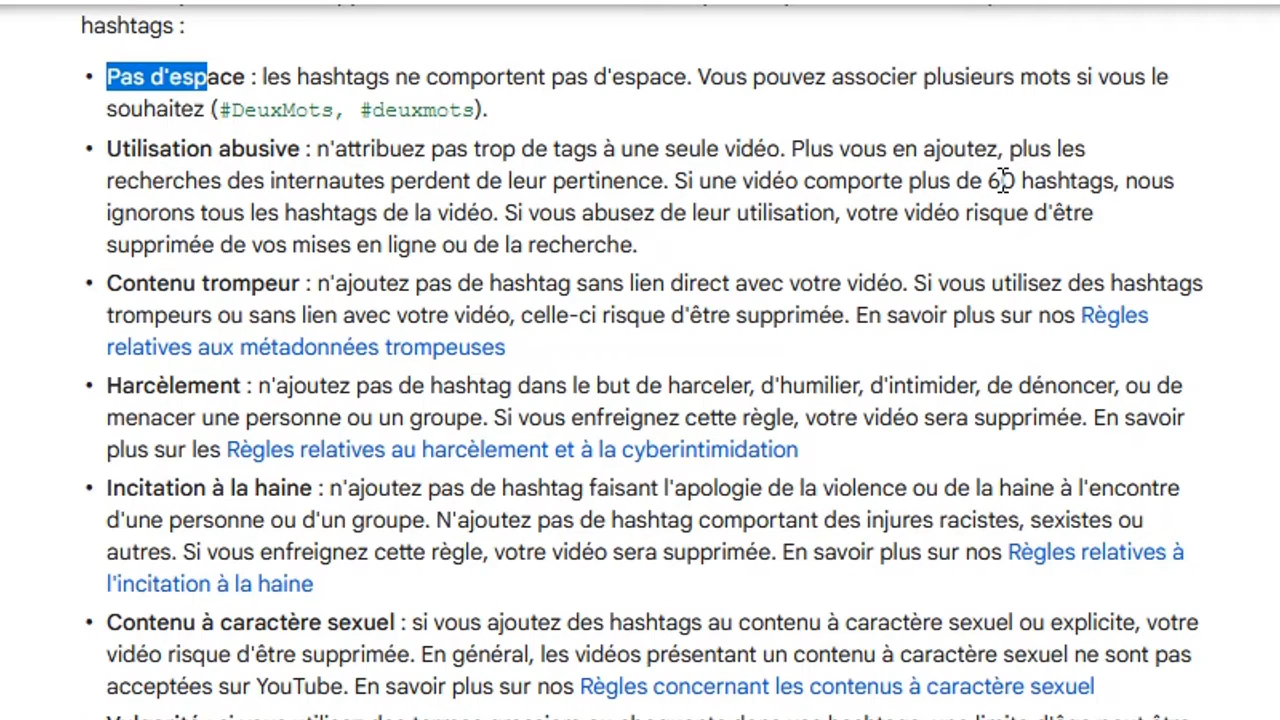 hashtags :
• Pas d'espace : les hashtags ne comportent pas d'espace. Vous pouvez associer plusieurs mots si vous le
souhaitez (#DeuxMots, #deuxmots).
• Utilisation abusive : n'attribuez pas trop de tags à une seule vidéo. Plus vous en ajoutez, plus les
recherches des internautes perdent de leur pertinence. Si une vidéo comporte plus de 60 hashtags, nous
ignorons tous les hashtags de la vidéo. Si vous abusez de leur utilisation, votre vidéo risque d'être
supprimée de vos mises en ligne ou de la recherche.
• Contenu trompeur : n'ajoutez pas de hashtag sans lien direct avec votre vidéo. Si vous utilisez des hashtags
trompeurs ou sans lien avec votre vidéo, celle-ci risque d'être supprimée. En savoir plus sur nos Règles
relatives aux métadonnées trompeuses
• Harcèlement : n'ajoutez pas de hashtag dans le but de harceler, d'humilier, d'intimider, de dénoncer, ou de
menacer une personne ou un groupe. Si vous enfreignez cette règle, votre vidéo sera supprimée. En savoir
plus sur les Règles relatives au harcèlement et à la cyberintimidation
• Incitation à la haine : n'ajoutez pas de hashtag faisant l'apologie de la violence ou de la haine à l'encontre
d'une personne ou d'un groupe. N'ajoutez pas de hashtag comportant des injures racistes, sexistes ou
autres. Si vous enfreignez cette règle, votre vidéo sera supprimée. En savoir plus sur nos Règles relatives à
l'incitation à la haine
• Contenu à caractère sexuel : si vous ajoutez des hashtags au contenu à caractère sexuel ou explicite, votre
vidéo risque d'être supprimée. En général, les vidéos présentant un contenu à caractère sexuel ne sont pas
acceptées sur YouTube. En savoir plus sur nos Règles concernant les contenus à caractère sexuel